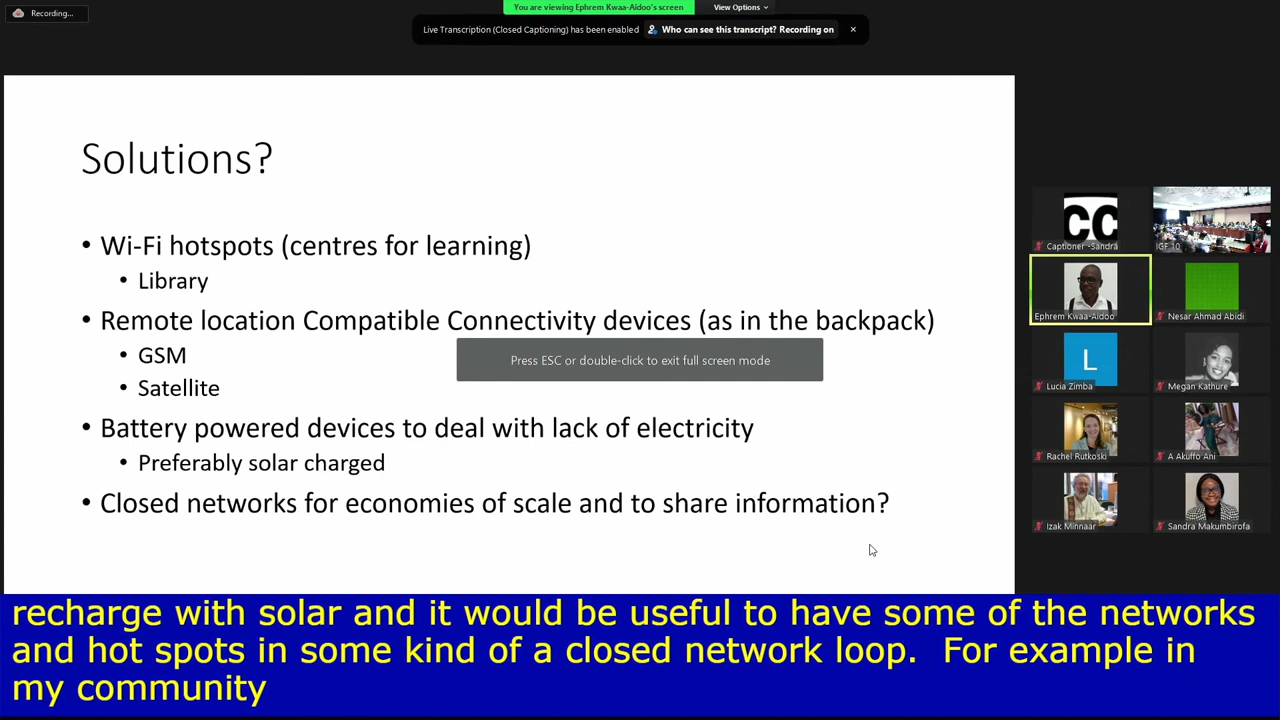 Recording...
You are viewing Ephrem Kwaa-Aidoo's screen
View Options
Live Transcription (Closed Captioning) has been enabled
Who can see this transcript? Recording on
Solutions?
• Wi-Fi hotspots (centres for learning)
• Library
• Remote location Compatible Connectivity devices (as in the backpack)
• GSM
• Satellite
Press ESC or double-click to exit full screen mode
• Battery powered devices to deal with lack of electricity
• Preferably solar charged
• Closed networks for economies of scale and to share information?
CC
Captioner -Sandra
IGF 10
Ephrem Kwaa-Aidoo
Nesar Ahmad Abidi
L
Lucia Zimba
Megan Kathure
Rachel Rutkoski
A Akuffo Ani
Izak Minnaar
Sandra Makumbirofa
recharge with solar and it would be useful to have some of the networks
and hot spots in some kind of a closed network loop.  For example in
my community